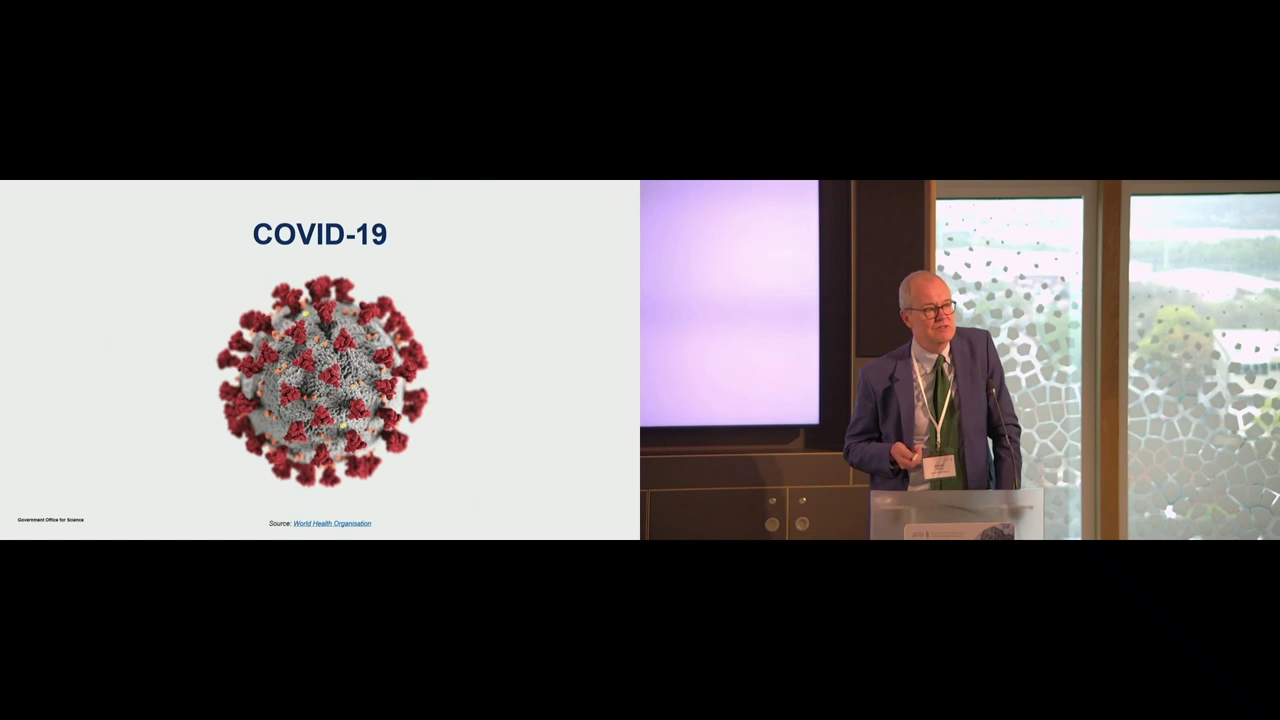 COVID-19
Government Office for Science
Source: World Health Organisation